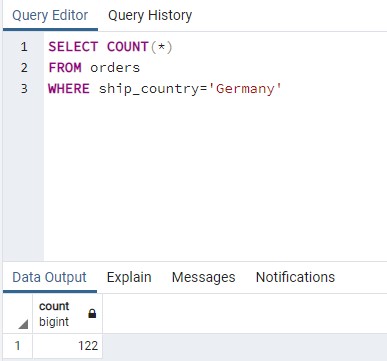 Query Editor Query History
1 SELECT COUNT(*)
2 FROM orders
3 WHERE ship_country='Germany'
Data Output Explain Messages Notifications
count
bigint
1 122